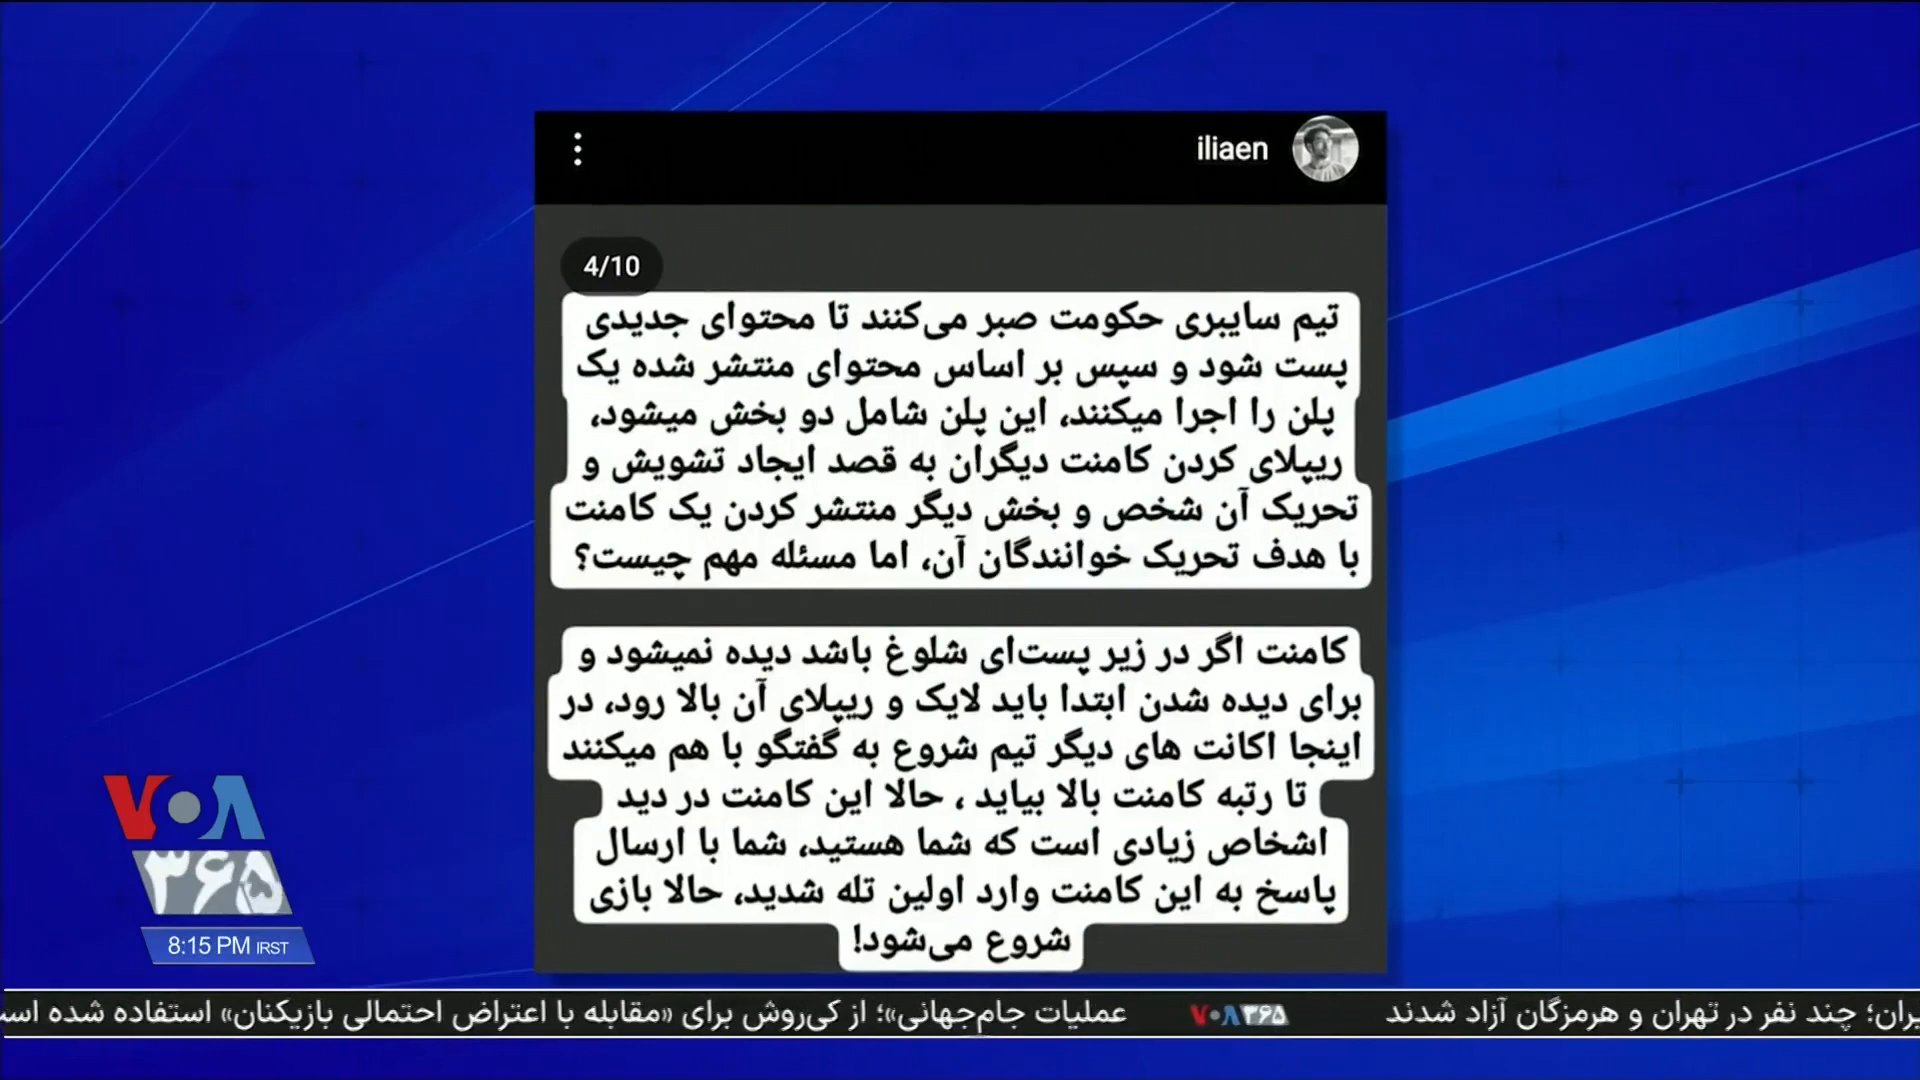 iliaen
4/10
تیم سایبری حکومت صبر می‌کنند تا محتوای جدیدی
پست شود و سپس بر اساس محتوای منتشر شده یک
پلن را اجرا میکنند، این پلن شامل دو بخش میشود،
ریپلای کردن کامنت دیگران به قصد ایجاد تشویش و
تحریک آن شخص و بخش دیگر منتشر کردن یک کامنت
با هدف تحریک خوانندگان آن، اما مسئله مهم چیست؟
کامنت اگر در زیر پست‌ای شلوغ باشد دیده نمیشود و
برای دیده شدن ابتدا باید لایک و ریپلای آن بالا رود، در
اینجا اکانت های دیگر تیم شروع به گفتگو با هم میکنند
تا رتبه کامنت بالا بیاید ، حالا این کامنت در دید
اشخاص زیادی است که شما هستید، شما با ارسال
پاسخ به این کامنت وارد اولین تله شدید، حالا بازی
شروع می‌شود!
VOA
۳۶۵
8:15 PM IRST
یران؛ چند نفر در تهران و هرمزگان آزاد شدند VOA۳۶۵ عملیات جام‌جهانی»؛ از کی‌روش برای «مقابله با اعتراض احتمالی بازیکنان» استفاده شده است